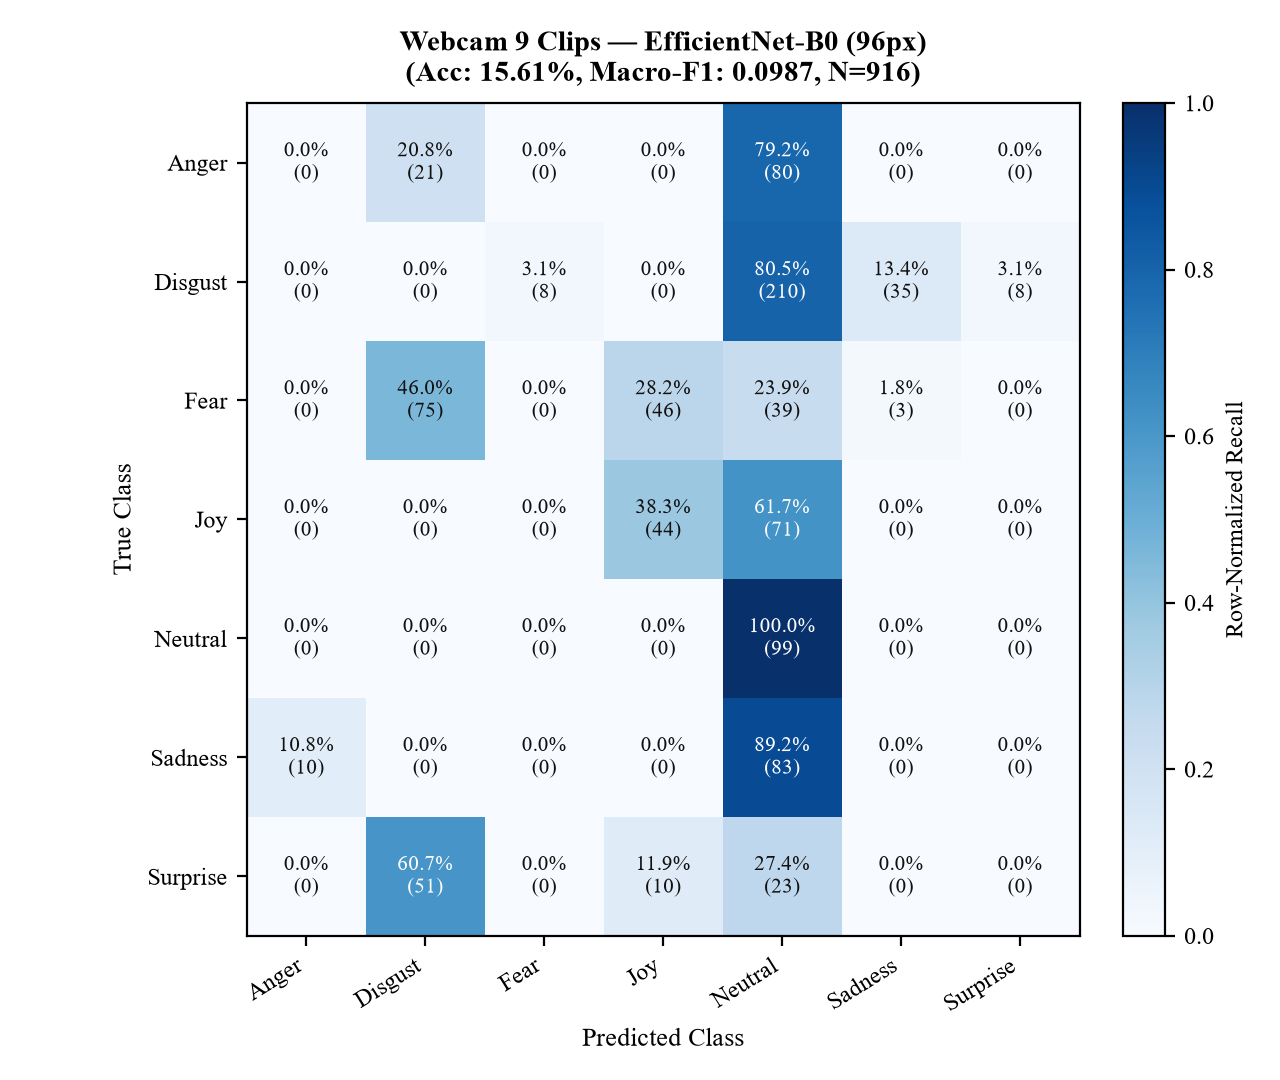 Webcam 9 Clips — EfficientNet-B0 (96px)
(Acc: 15.61%, Macro-F1: 0.0987, N=916)
Anger 0.0% 20.8% 0.0% 0.0% 79.2% 0.0% 0.0%
(0) (21) (0) (0) (80) (0) (0)
Disgust 0.0% 0.0% 3.1% 0.0% 80.5% 13.4% 3.1%
(0) (0) (8) (0) (210) (35) (8)
Fear 0.0% 46.0% 0.0% 28.2% 23.9% 1.8% 0.0%
(0) (75) (0) (46) (39) (3) (0)
Joy 0.0% 0.0% 0.0% 38.3% 61.7% 0.0% 0.0%
(0) (0) (0) (44) (71) (0) (0)
Neutral 0.0% 0.0% 0.0% 0.0% 100.0% 0.0% 0.0%
(0) (0) (0) (0) (99) (0) (0)
Sadness 10.8% 0.0% 0.0% 0.0% 89.2% 0.0% 0.0%
(10) (0) (0) (0) (83) (0) (0)
Surprise 0.0% 60.7% 0.0% 11.9% 27.4% 0.0% 0.0%
(0) (51) (0) (10) (23) (0) (0)
Anger Disgust Fear Joy Neutral Sadness Surprise
Predicted Class
True Class
1.0
0.8
0.6
0.4
0.2
0.0
Row-Normalized Recall